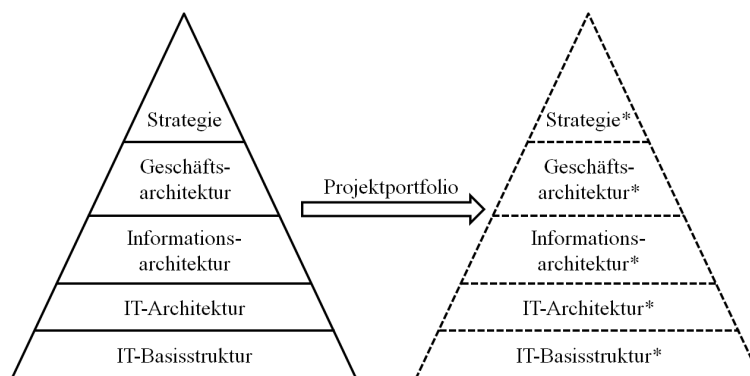 Strategie
Geschäfts-
architektur
Informations-
architektur
IT-Architektur
IT-Basisstruktur
Projektportfolio
Strategie*
Geschäfts-
architektur*
Informations-
architektur*
IT-Architektur*
IT-Basisstruktur*